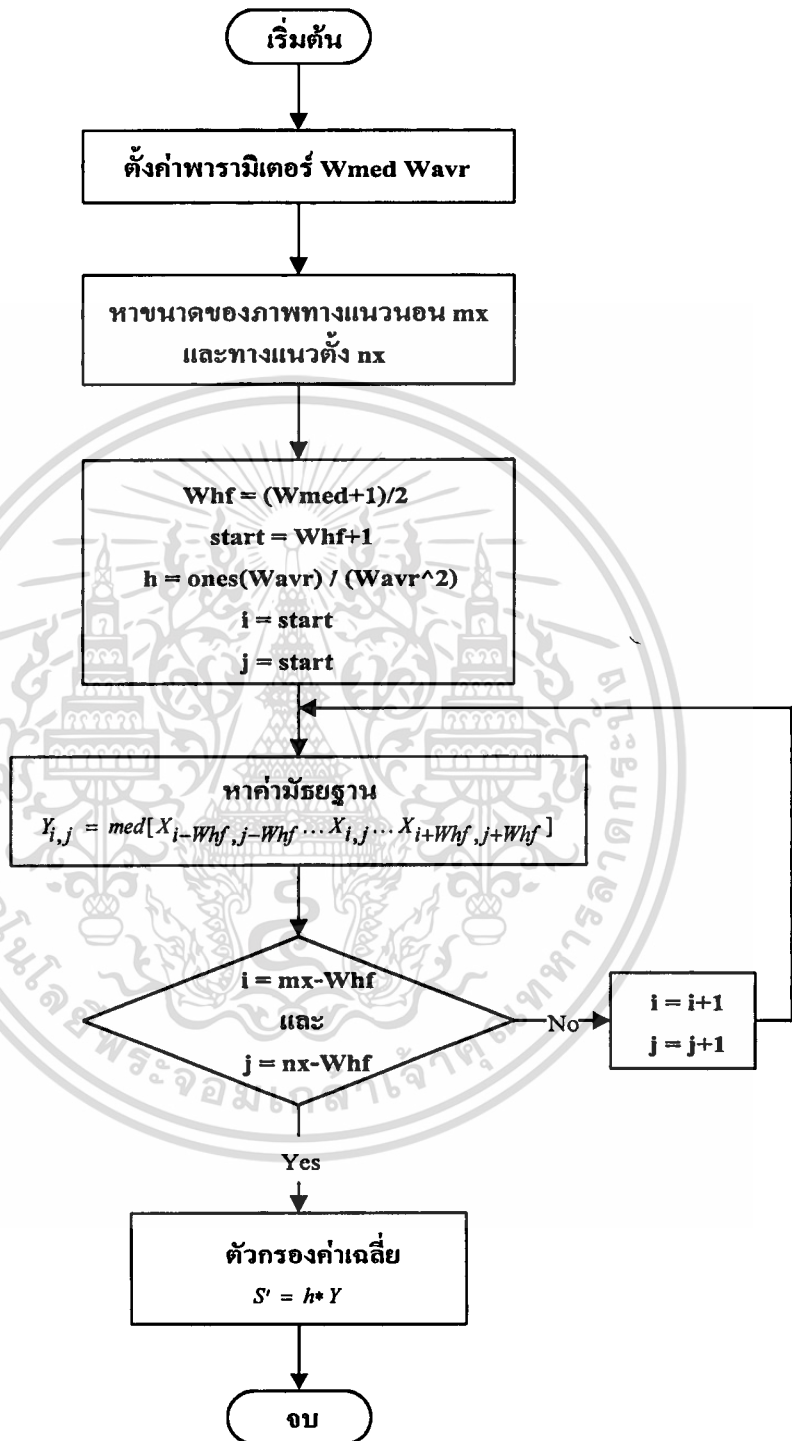 เริ่มต้น
ตั้งค่าพารามิเตอร์ Wmed Wavr
หาขนาดของภาพทางแนวนอน mx
และทางแนวตั้ง nx
Whf = (Wmed+1)/2
start = Whf+1
h = ones(Wavr) / (Wavr^2)
i = start
j = start
หาค่ามัธยฐาน
Y_{i,j} = med[X_{i-Whf,j-Whf} ... X_{i,j} ... X_{i+Whf,j+Whf}]
i = mx-Whf
และ
j = nx-Whf
No
i = i+1
j = j+1
Yes
ตัวกรองค่าเฉลี่ย
S' = h* Y
จบ